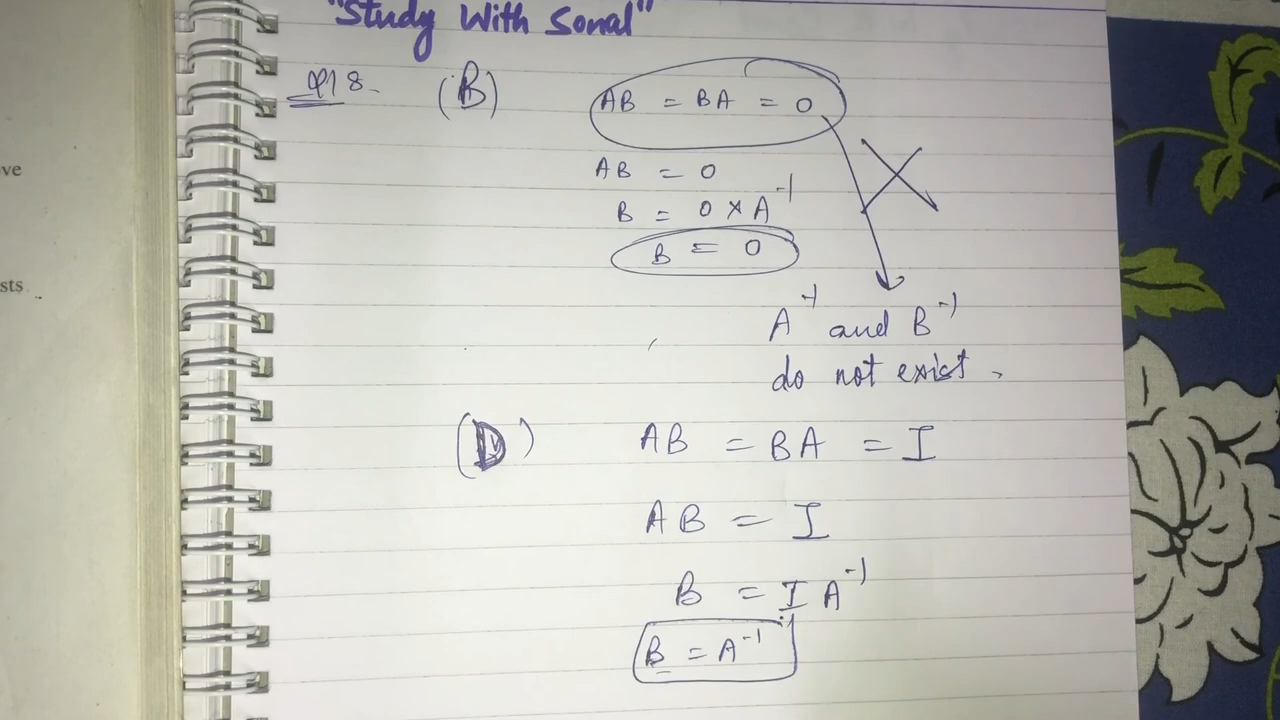 "Study With Sonal"
Q18. (B) AB = BA = 0
AB = 0
B = 0 × A⁻¹
B = 0
A⁻¹ and B⁻¹
do not exist.
(D) AB = BA = I
AB = I
B = I A⁻¹
B = A⁻¹
ve
sts